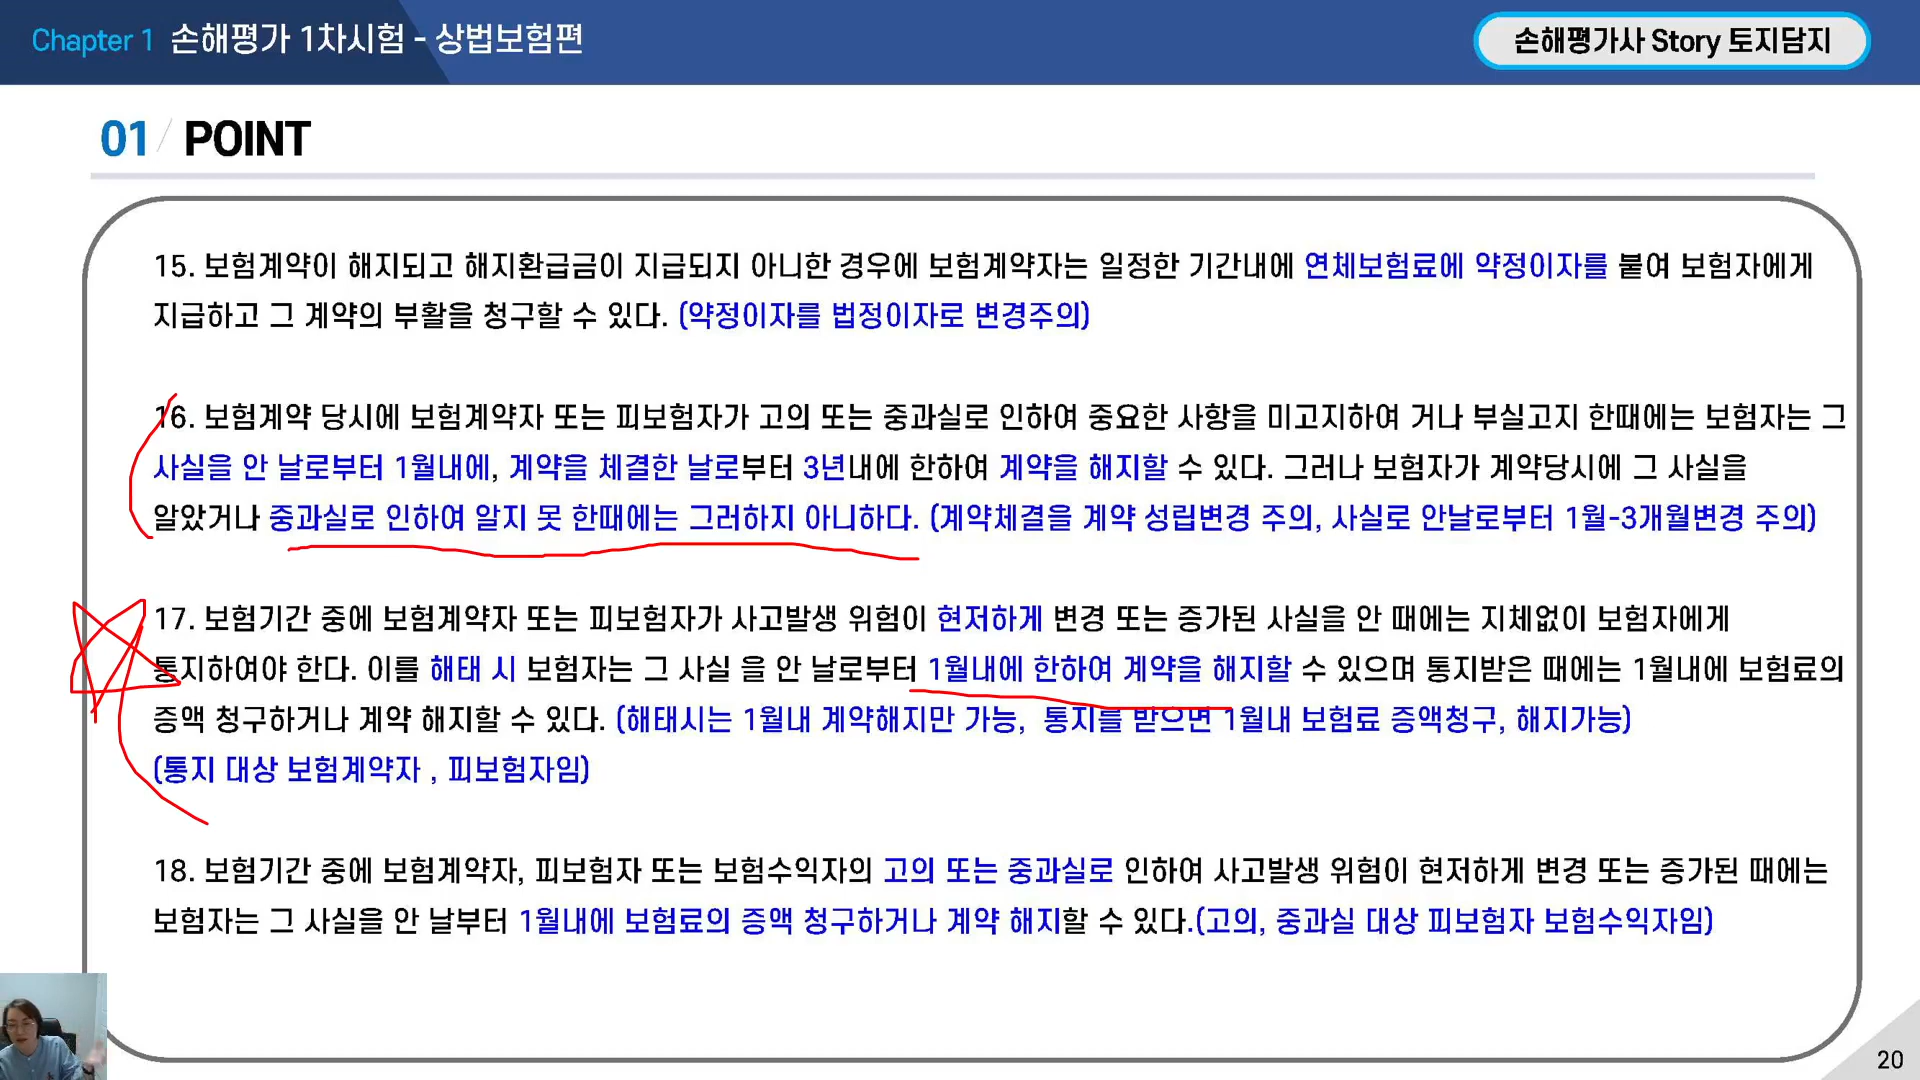 Chapter 1 손해평가 1차시험 - 상법보험편
손해평가사 Story 토지담지
01 / POINT
15. 보험계약이 해지되고 해지환급금이 지급되지 아니한 경우에 보험계약자는 일정한 기간내에 연체보험료에 약정이자를 붙여 보험자에게
지급하고 그 계약의 부활을 청구할 수 있다. (약정이자를 법정이자로 변경주의)
16. 보험계약 당시에 보험계약자 또는 피보험자가 고의 또는 중과실로 인하여 중요한 사항을 미고지하여 거나 부실고지 한때에는 보험자는 그
사실을 안 날로부터 1월내에, 계약을 체결한 날로부터 3년내에 한하여 계약을 해지할 수 있다. 그러나 보험자가 계약당시에 그 사실을
알았거나 중과실로 인하여 알지 못 한때에는 그러하지 아니하다. (계약체결을 계약 성립변경 주의, 사실로 안날로부터 1월-3개월변경 주의)
17. 보험기간 중에 보험계약자 또는 피보험자가 사고발생 위험이 현저하게 변경 또는 증가된 사실을 안 때에는 지체없이 보험자에게
통지하여야 한다. 이를 해태 시 보험자는 그 사실 을 안 날로부터 1월내에 한하여 계약을 해지할 수 있으며 통지받은 때에는 1월내에 보험료의
증액 청구하거나 계약 해지할 수 있다. (해태시는 1월내 계약해지만 가능, 통지를 받으면 1월내 보험료 증액청구, 해지가능)
(통지 대상 보험계약자 , 피보험자임)
18. 보험기간 중에 보험계약자, 피보험자 또는 보험수익자의 고의 또는 중과실로 인하여 사고발생 위험이 현저하게 변경 또는 증가된 때에는
보험자는 그 사실을 안 날부터 1월내에 보험료의 증액 청구하거나 계약 해지할 수 있다.(고의, 중과실 대상 피보험자 보험수익자임)
20